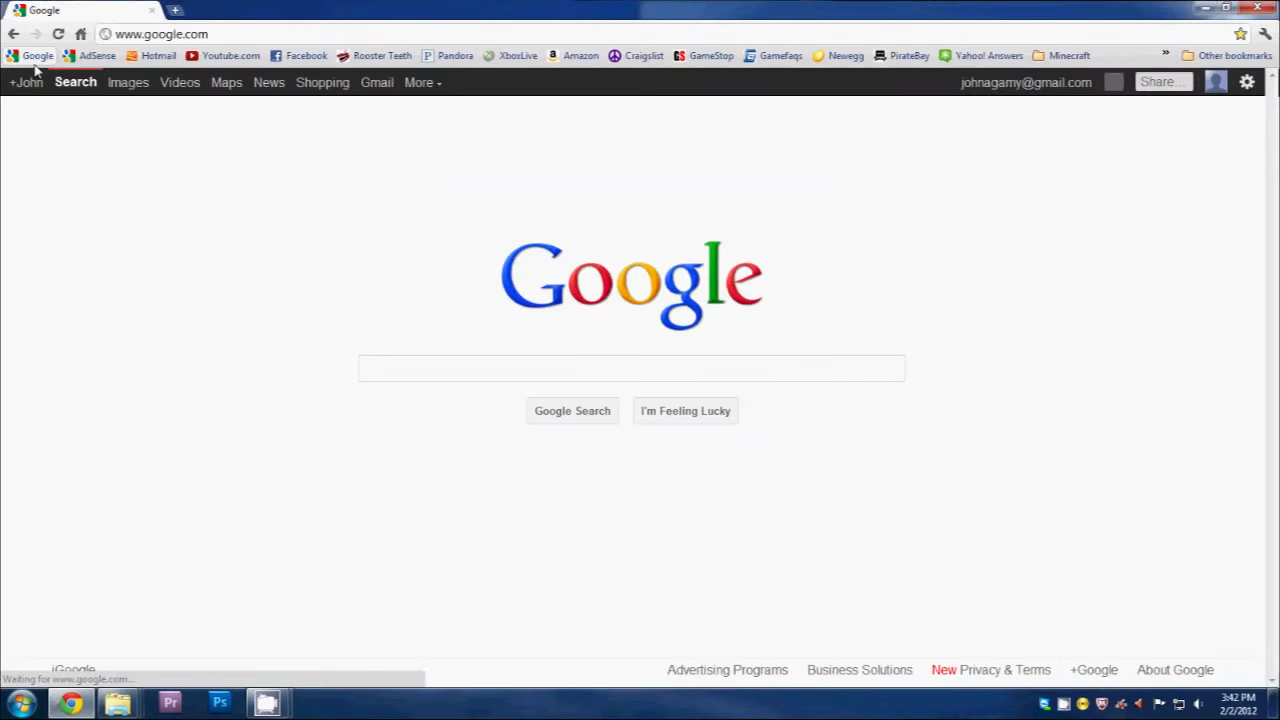 Google
www.google.com
Google AdSense Hotmail Youtube.com Facebook Rooster Teeth Pandora XboxLive Amazon Craigslist GameStop Gamefaqs Newegg PirateBay Yahoo! Answers Minecraft » Other bookmarks
+John Search Images Videos Maps News Shopping Gmail More johnagamy@gmail.com Share...
Google
Google Search I'm Feeling Lucky
iGoogle Advertising Programs Business Solutions New Privacy & Terms +Google About Google
Waiting for www.google.com...
Pr Ps 3:42 PM
2/2/2012